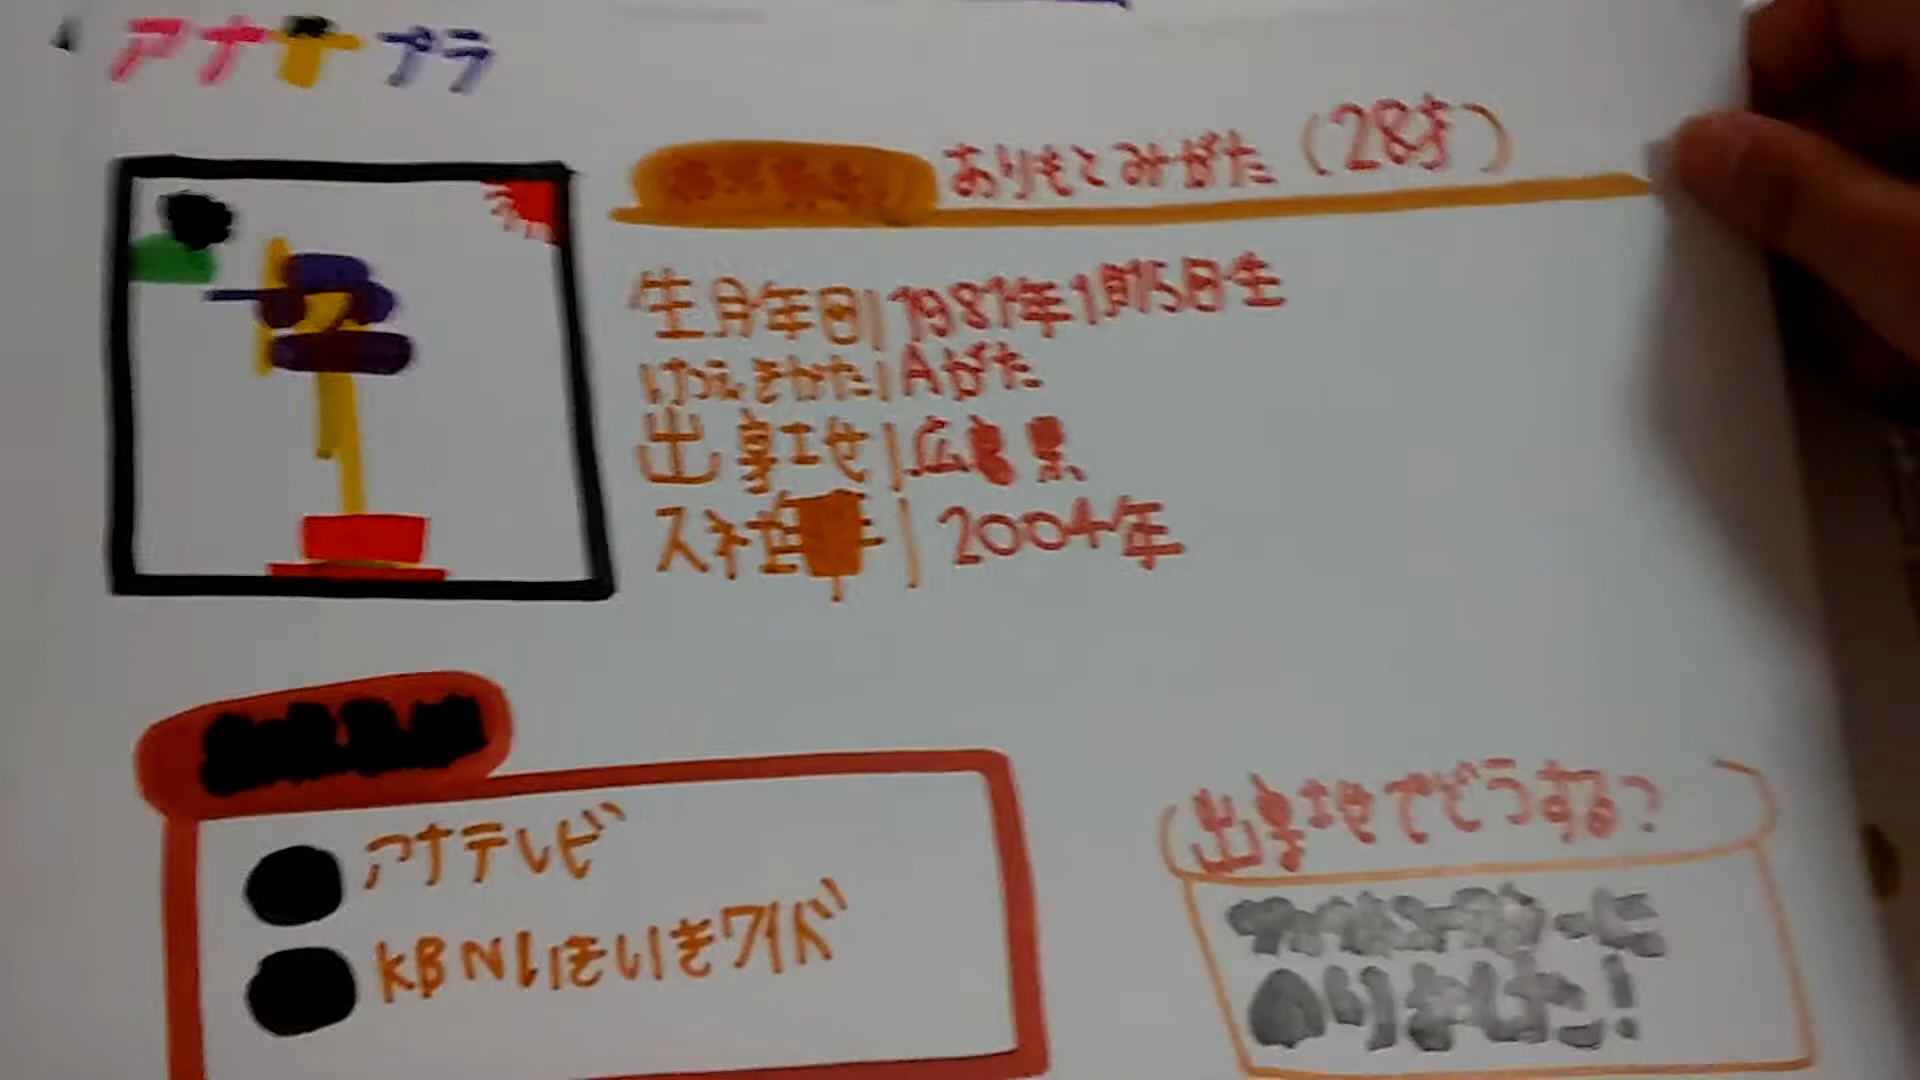 アナナプラ
ありもとみがた(28才)
生月年日|1987年1月15日生
けつえきがた|Aがた
出身地|広島県
入社年|2004年
アナテレビ
KBNいきいきワイド
出身地でどうする?
のりました!